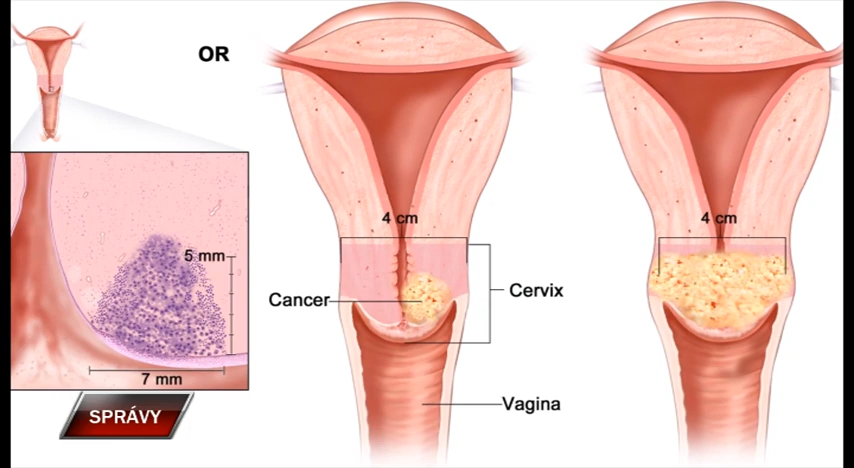 OR
5 mm
7 mm
SPRÁVY
4 cm
Cancer
Cervix
Vagina
4 cm